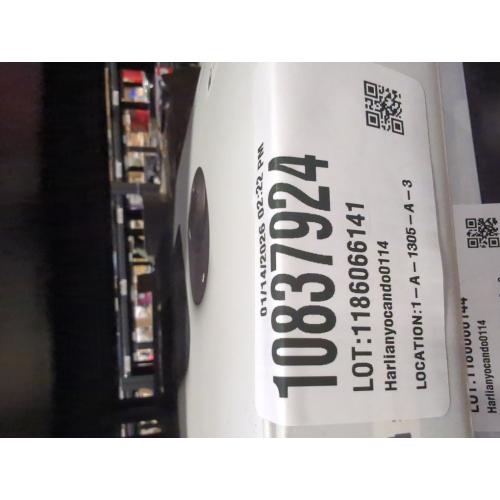 01/14/2026 02:22 PM
10837924
LOT:1186066141
Harlianyocando0114
LOCATION:1-A-1305-A-3
Harlianyocando0114